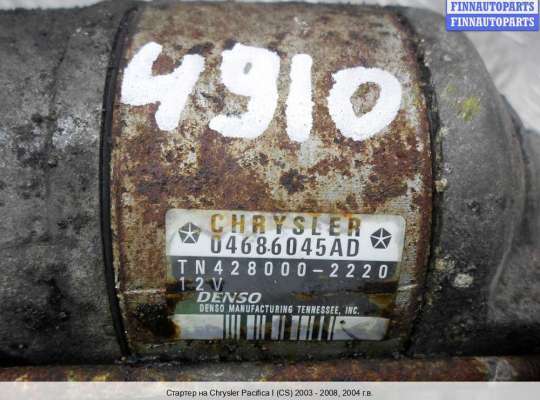 FINNAUTOPARTS
FINNAUTOPARTS
4910
CHRYSLER
04686045AD
TN428000-2220
12V
DENSO
DENSO MANUFACTURING TENNESSEE, INC.
Стартер на Chrysler Pacifica I (CS) 2003 - 2008, 2004 г.в.